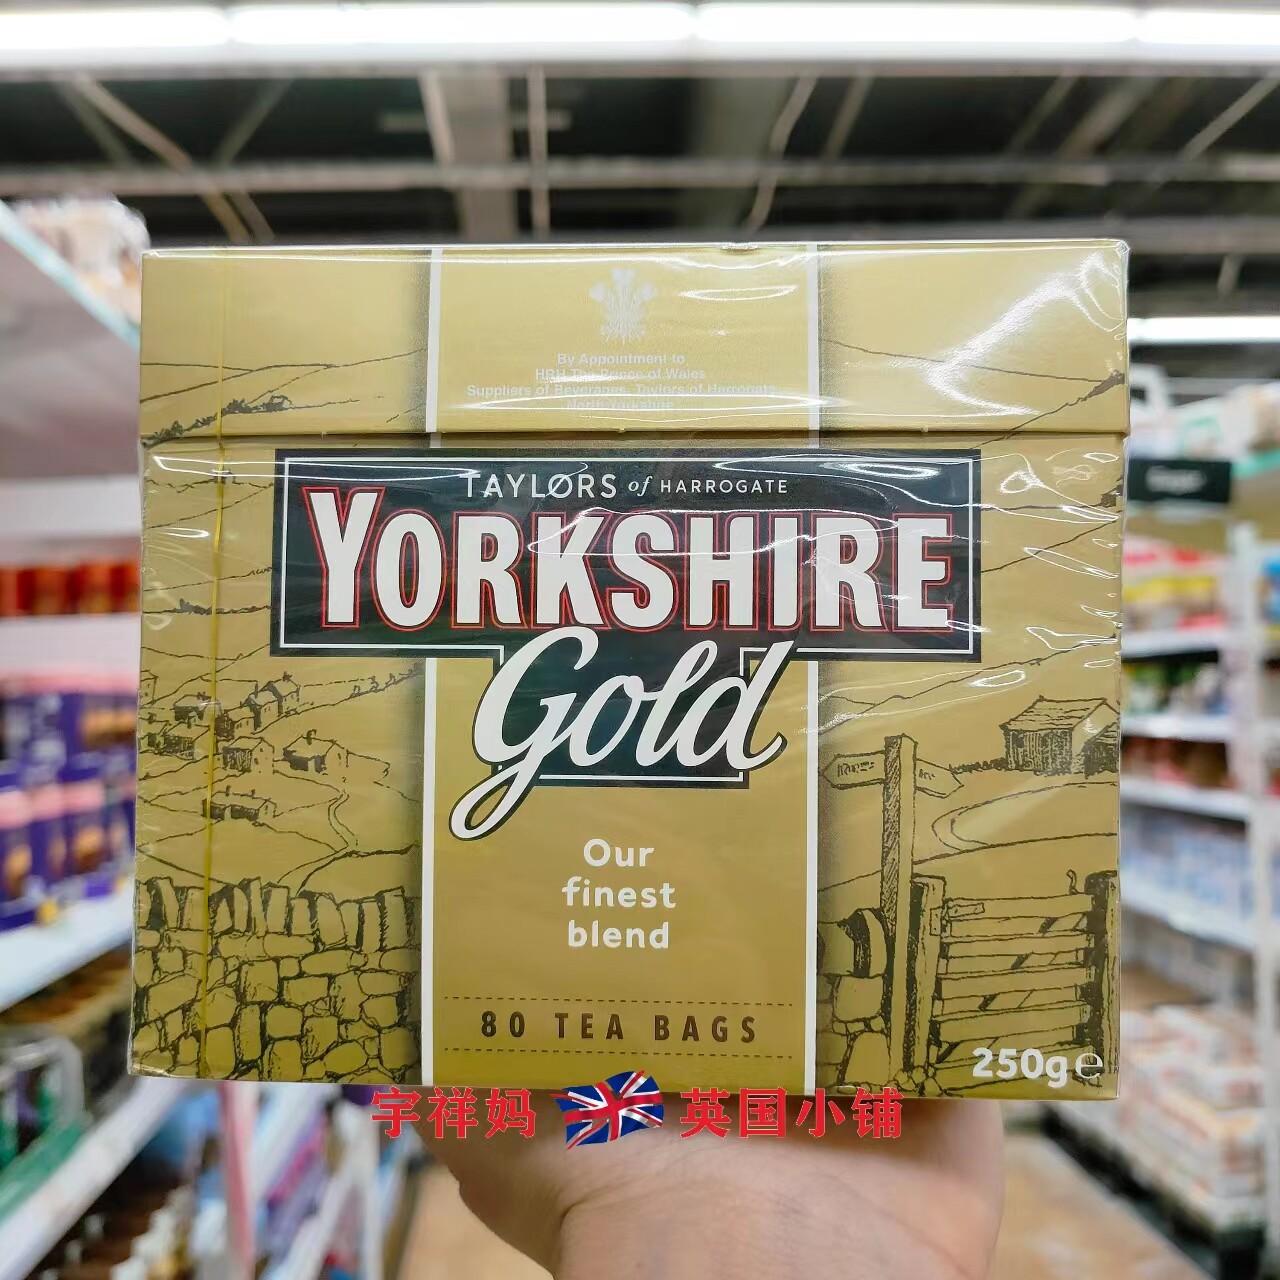 By Appointment to
HRH The Prince of Wales
Suppliers of Beverages, Taylors of Harrogate
North Yorkshire
TAYLORS of HARROGATE
YORKSHIRE
Gold
Our
finest
blend
80 TEA BAGS
250g℮
宇祥妈 英国小铺